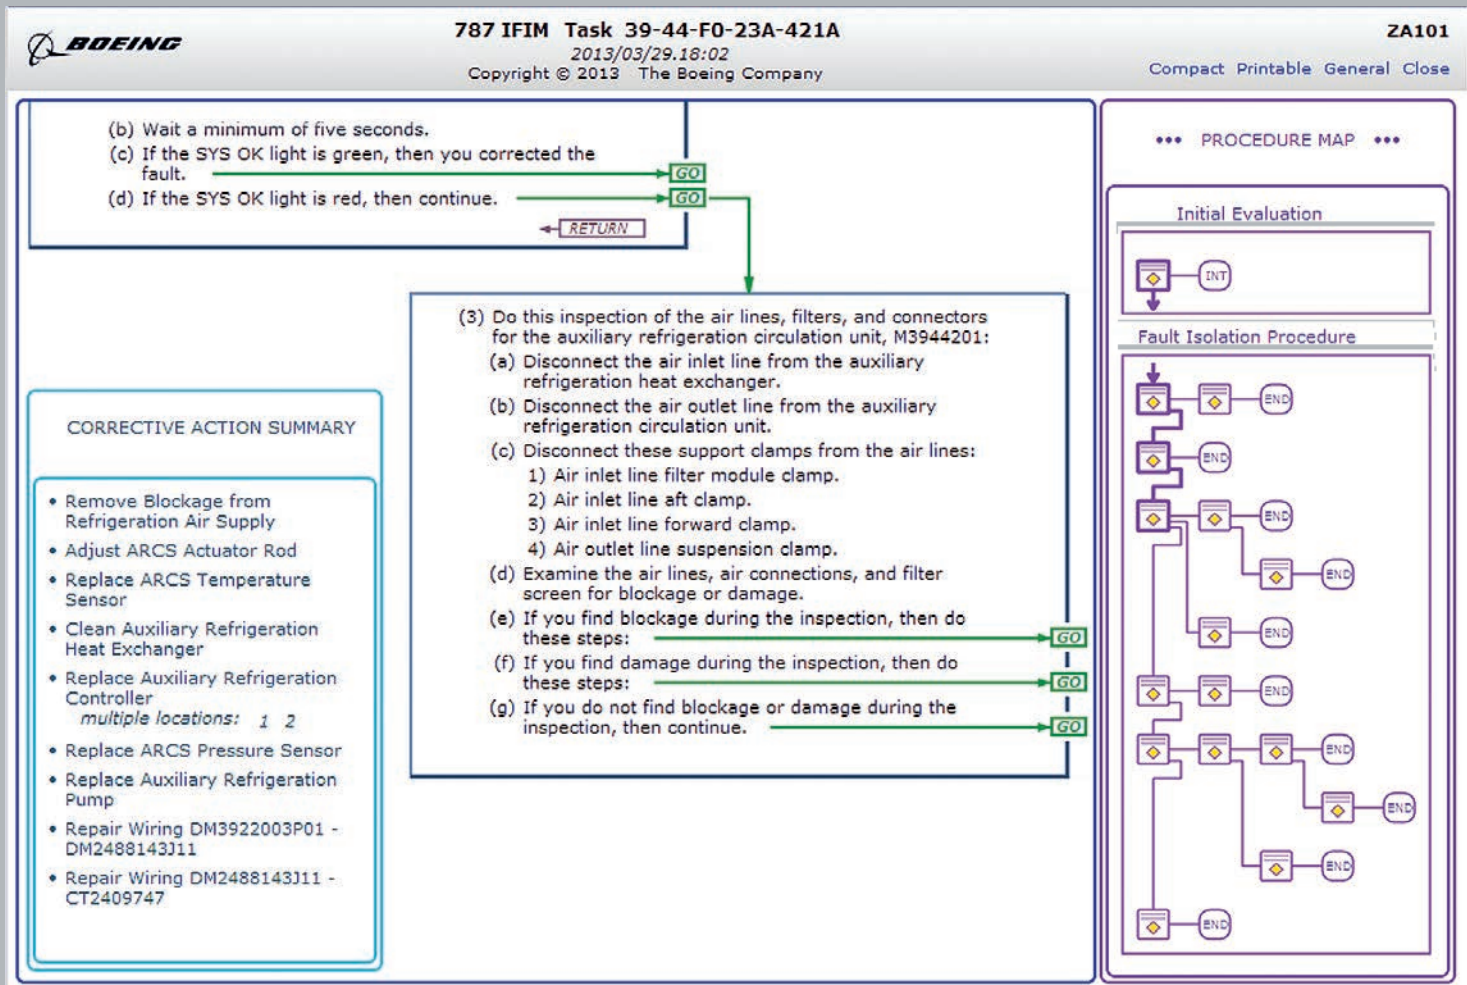 BOEING
787 IFIM Task 39-44-F0-23A-421A
2013/03/29.18:02
Copyright © 2013 The Boeing Company
ZA101
Compact Printable General Close
(b) Wait a minimum of five seconds.
(c) If the SYS OK light is green, then you corrected the
fault.
GO
(d) If the SYS OK light is red, then continue.
GO
RETURN
(3) Do this inspection of the air lines, filters, and connectors
for the auxiliary refrigeration circulation unit, M3944201:
(a) Disconnect the air inlet line from the auxiliary
refrigeration heat exchanger.
(b) Disconnect the air outlet line from the auxiliary
refrigeration circulation unit.
(c) Disconnect these support clamps from the air lines:
1) Air inlet line filter module clamp.
2) Air inlet line aft clamp.
3) Air inlet line forward clamp.
4) Air outlet line suspension clamp.
(d) Examine the air lines, air connections, and filter
screen for blockage or damage.
(e) If you find blockage during the inspection, then do
these steps:
GO
(f) If you find damage during the inspection, then do
these steps:
GO
(g) If you do not find blockage or damage during the
inspection, then continue.
GO
CORRECTIVE ACTION SUMMARY
• Remove Blockage from
Refrigeration Air Supply
• Adjust ARCS Actuator Rod
• Replace ARCS Temperature
Sensor
• Clean Auxiliary Refrigeration
Heat Exchanger
• Replace Auxiliary Refrigeration
Controller
multiple locations: 1 2
• Replace ARCS Pressure Sensor
• Replace Auxiliary Refrigeration
Pump
• Repair Wiring DM3922003P01 -
DM2488143J11
• Repair Wiring DM2488143J11 -
CT2409747
••• PROCEDURE MAP •••
Initial Evaluation
INT
Fault Isolation Procedure
END
END
END
END
END
END
END
END
END
END